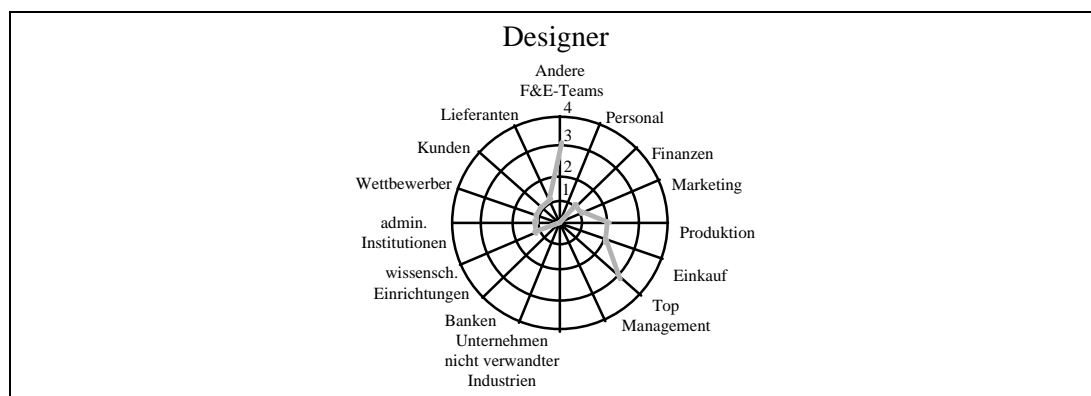 Designer
Andere
F&E-Teams
4
Lieferanten
Personal
3
Kunden
Finanzen
2
Wettbewerber
Marketing
1
admin.
Institutionen
Produktion
wissensch.
Einrichtungen
Einkauf
Top
Management
Banken
Unternehmen
nicht verwandter
Industrien